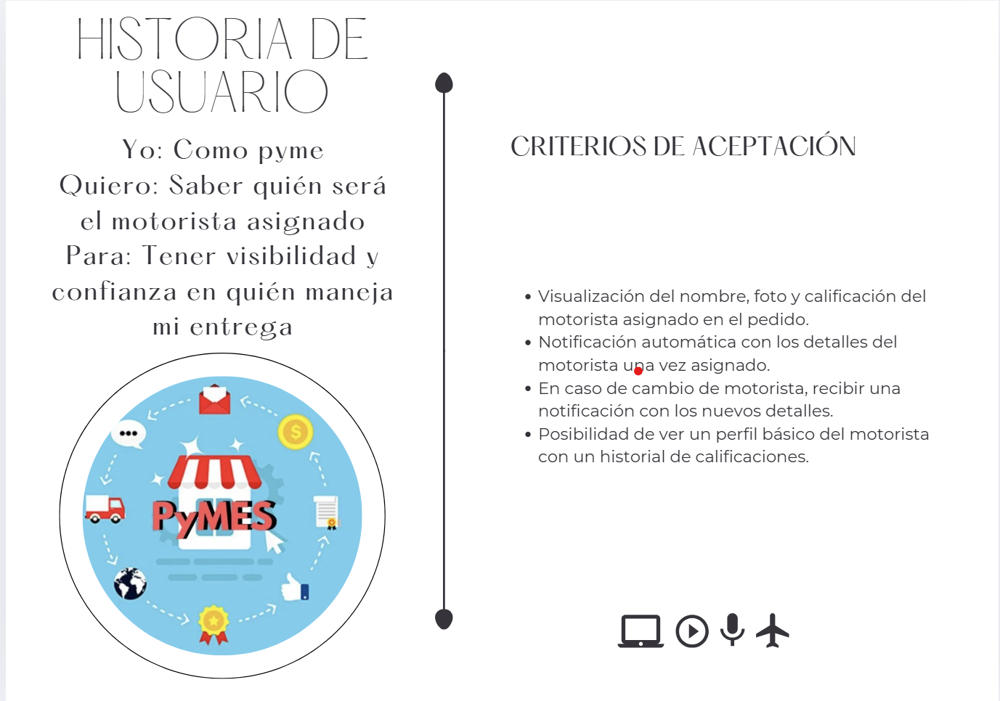 HISTORIA DE
USUARIO
Yo: Como pyme
Quiero: Saber quién será
el motorista asignado
Para: Tener visibilidad y
confianza en quién maneja
mi entrega
PyMES
CRITERIOS DE ACEPTACIÓN
• Visualización del nombre, foto y calificación del
motorista asignado en el pedido.
• Notificación automática con los detalles del
motorista una vez asignado.
• En caso de cambio de motorista, recibir una
notificación con los nuevos detalles.
• Posibilidad de ver un perfil básico del motorista
con un historial de calificaciones.